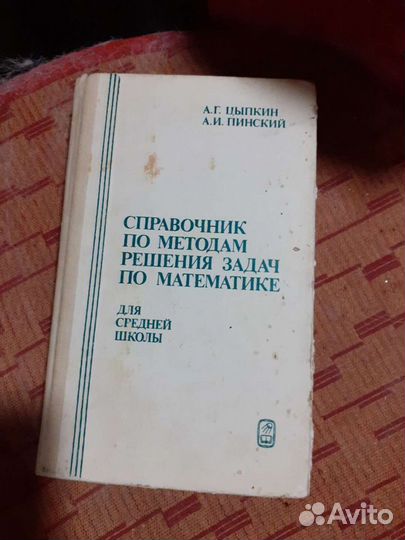 А.Г. ЦЫПКИН
А.И. ПИНСКИЙ
СПРАВОЧНИК
ПО МЕТОДАМ
РЕШЕНИЯ ЗАДАЧ
ПО МАТЕМАТИКЕ
ДЛЯ
СРЕДНЕЙ
ШКОЛЫ
Avito